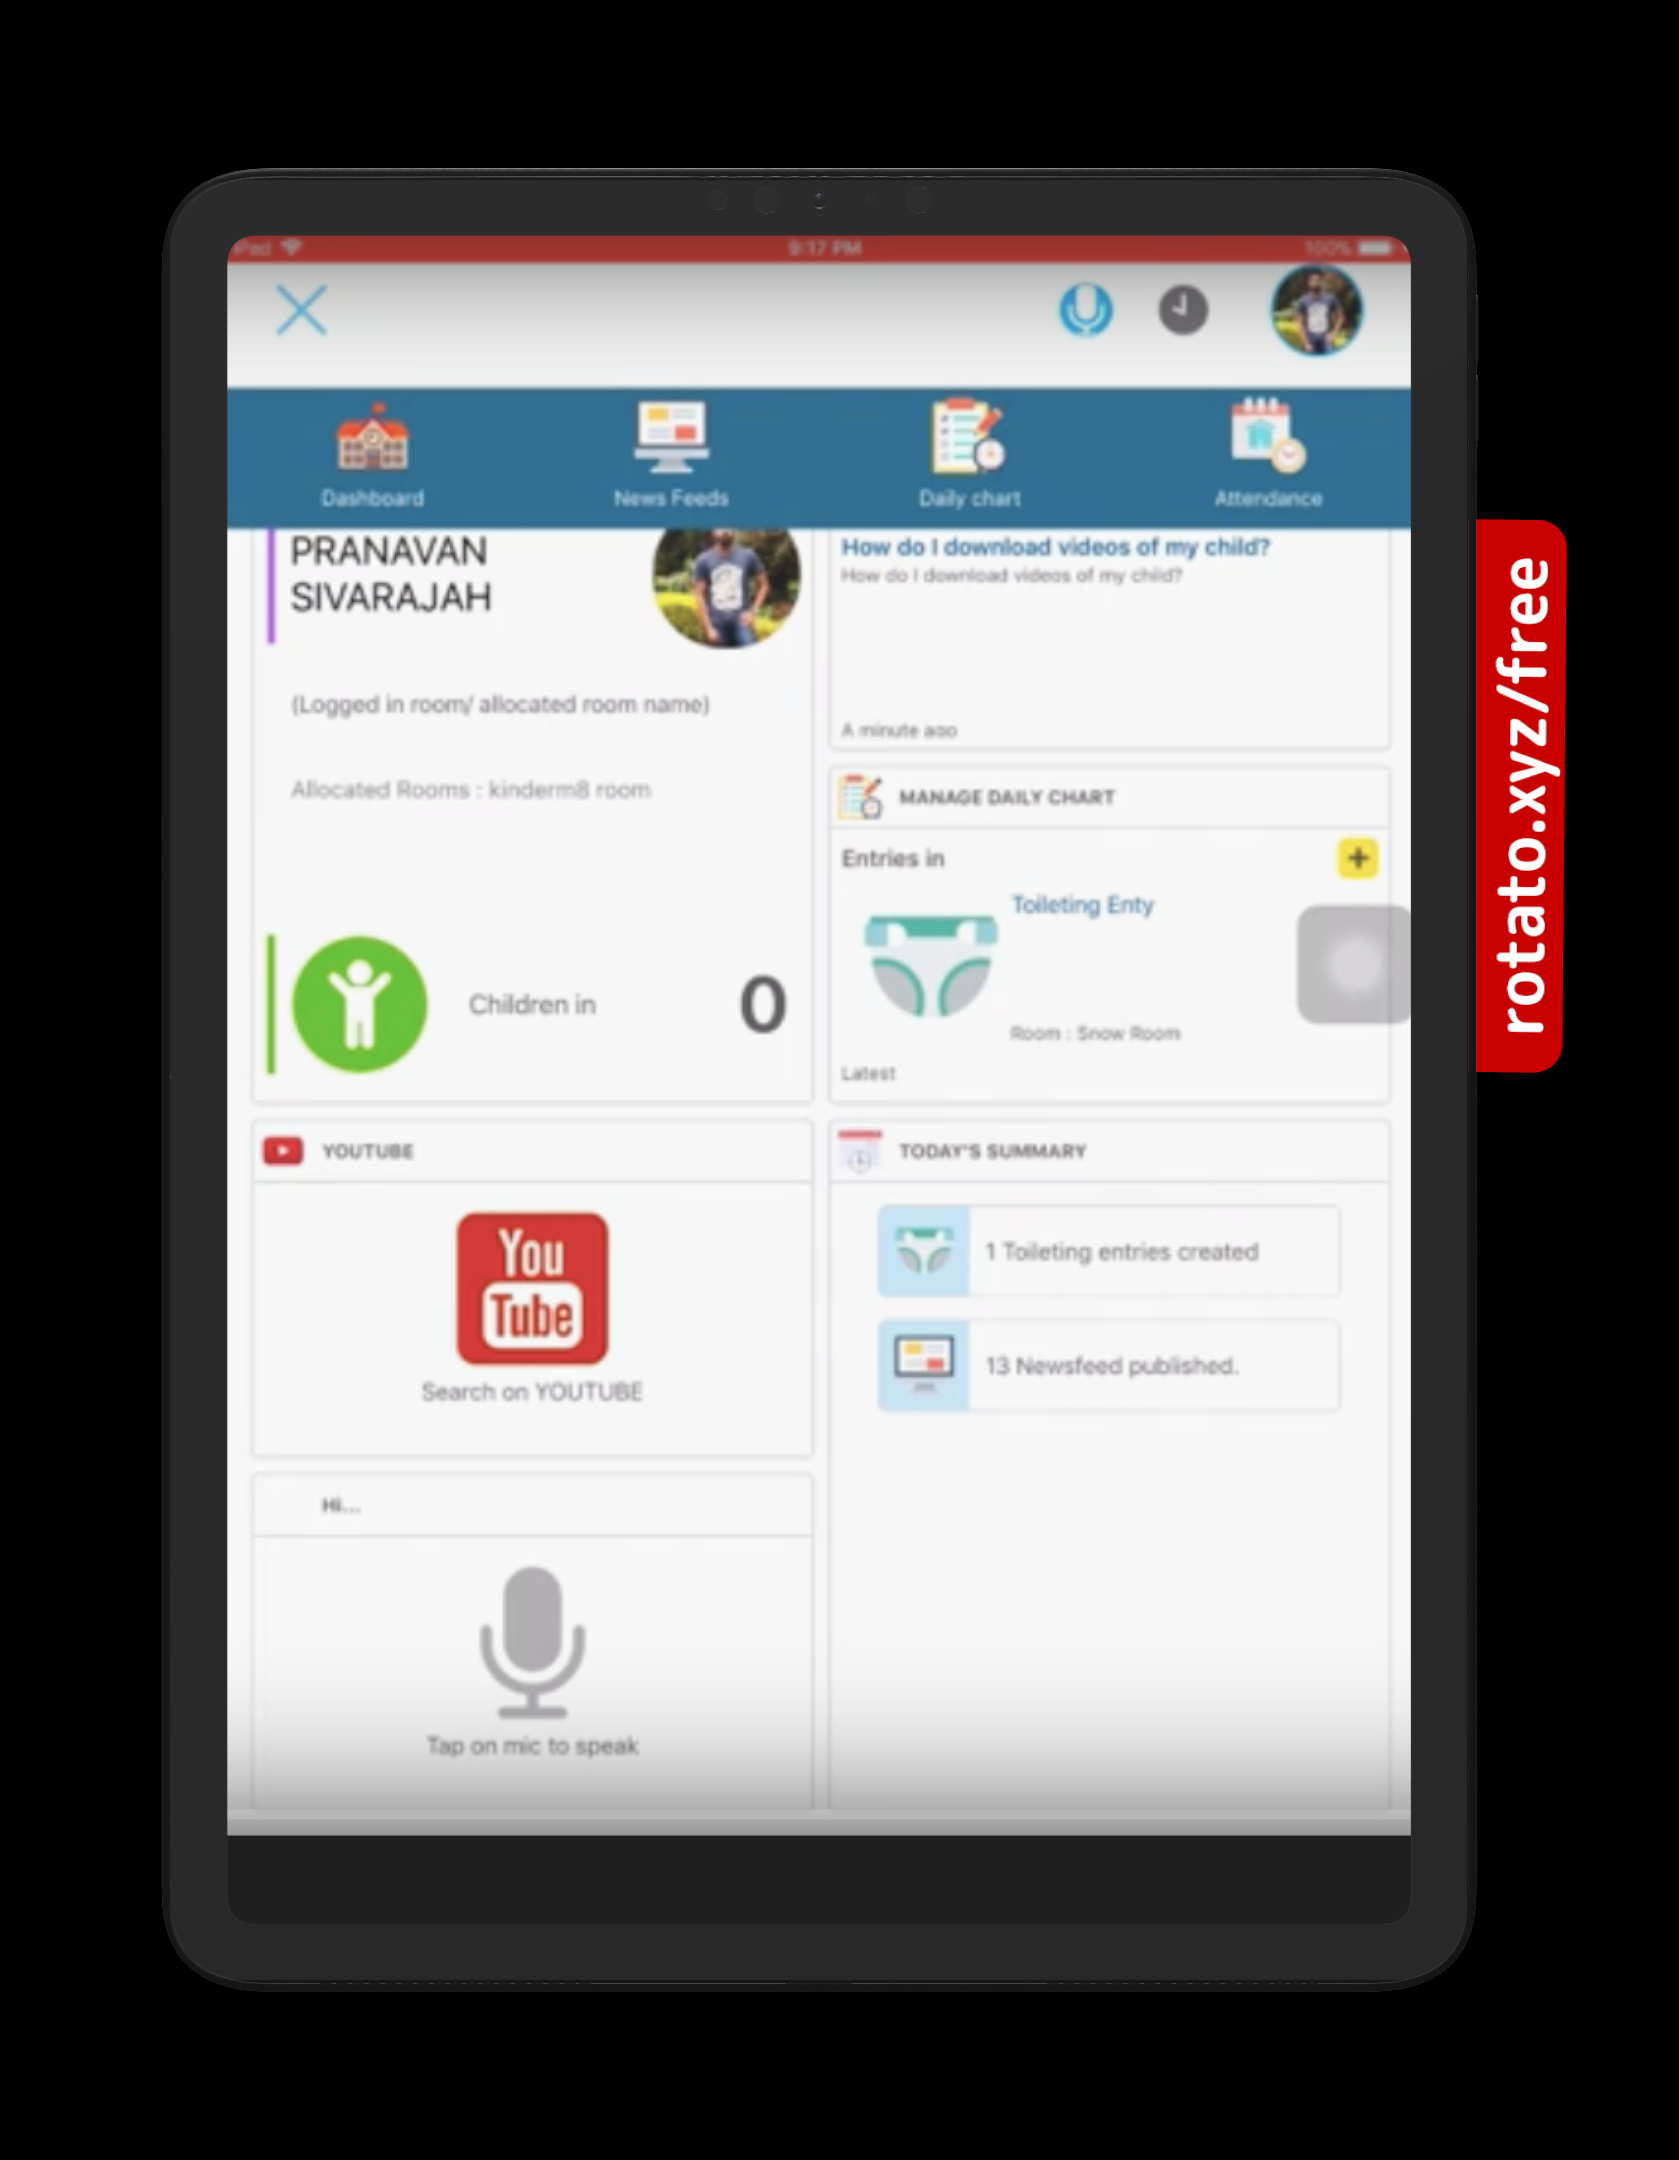 iPad
9:17 PM
100%
Dashboard
News Feeds
Daily chart
Attendance
PRANAVAN
SIVARAJAH
(Logged in room/ allocated room name)
Allocated Rooms : kinderm8 room
Children in
0
How do I download videos of my child?
How do I download videos of my child?
A minute ago
MANAGE DAILY CHART
Entries in
+
Toileting Enty
Room : Snow Room
Latest
YOUTUBE
You
Tube
Search on YOUTUBE
TODAY'S SUMMARY
1 Toileting entries created
13 Newsfeed published.
Hi...
Tap on mic to speak
rotato.xyz/free